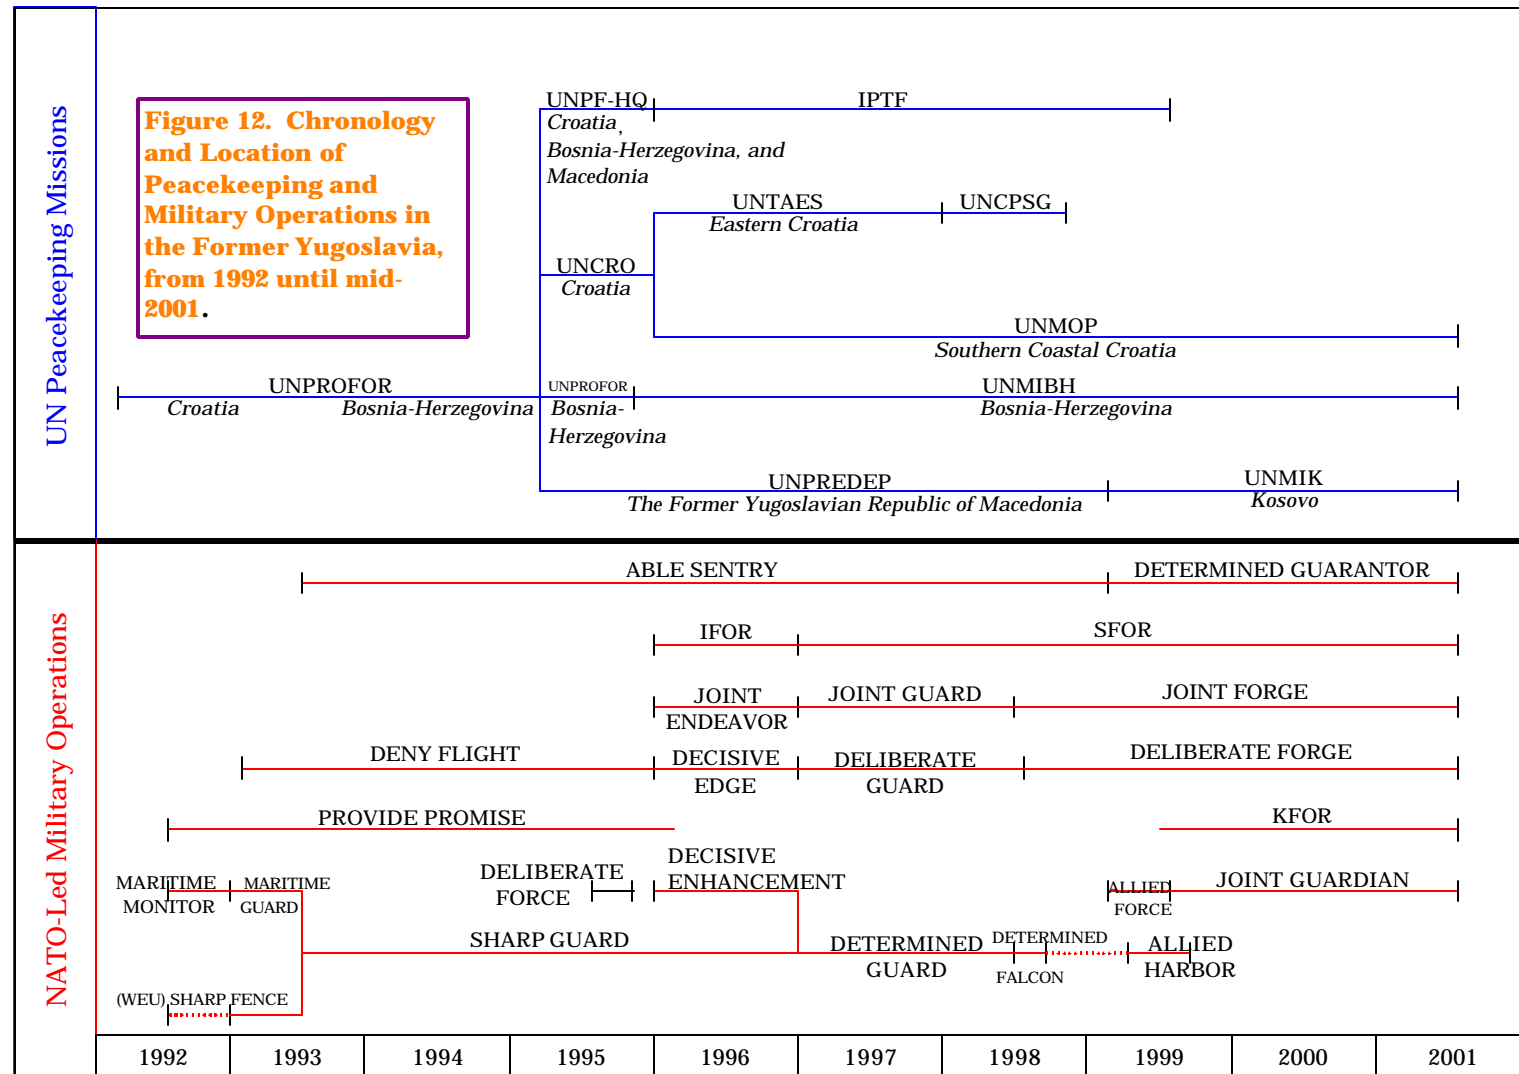 UN Peacekeeping Missions
Figure 12. Chronology
and Location of
Peacekeeping and
Military Operations in
the Former Yugoslavia,
from 1992 until mid-
2001.
UNPF-HQ
Croatia,
Bosnia-Herzegovina, and
Macedonia
IPTF
UNTAES
Eastern Croatia
UNCPSG
UNCRO
Croatia
UNMOP
Southern Coastal Croatia
UNPROFOR
Croatia
Bosnia-Herzegovina
UNPROFOR
Bosnia-
Herzegovina
UNMIBH
Bosnia-Herzegovina
UNPREDEP
The Former Yugoslavian Republic of Macedonia
UNMIK
Kosovo
NATO-Led Military Operations
ABLE SENTRY
DETERMINED GUARANTOR
IFOR
SFOR
JOINT
ENDEAVOR
JOINT GUARD
JOINT FORGE
DENY FLIGHT
DECISIVE
EDGE
DELIBERATE
GUARD
DELIBERATE FORGE
PROVIDE PROMISE
KFOR
MARITIME
MONITOR
MARITIME
GUARD
DELIBERATE
FORCE
DECISIVE
ENHANCEMENT
ALLIED
FORCE
JOINT GUARDIAN
SHARP GUARD
DETERMINED
GUARD
DETERMINED
FALCON
ALLIED
HARBOR
(WEU) SHARP FENCE
1992
1993
1994
1995
1996
1997
1998
1999
2000
2001